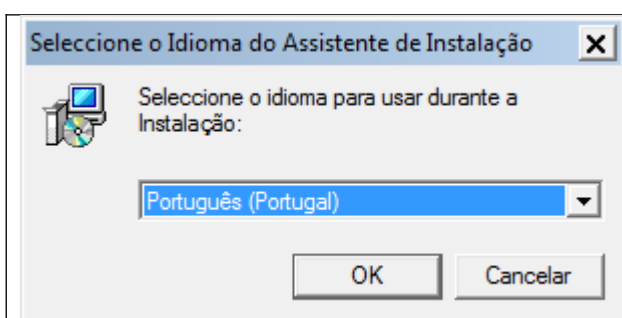 Seleccione o Idioma do Assistente de Instalação
Seleccione o idioma para usar durante a
Instalação:
Português (Portugal)
OK Cancelar